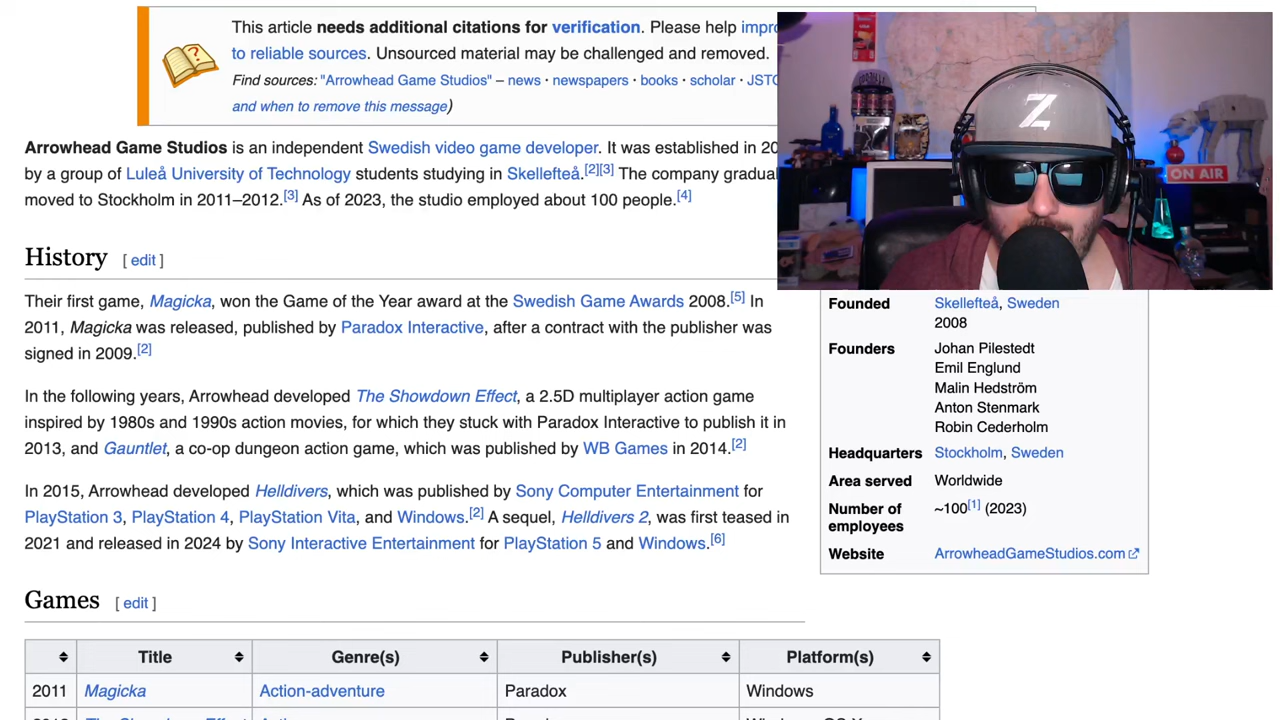 This article needs additional citations for verification. Please help impr
to reliable sources. Unsourced material may be challenged and removed.
Find sources: "Arrowhead Game Studios" – news · newspapers · books · scholar · JSTO
and when to remove this message)
Arrowhead Game Studios is an independent Swedish video game developer. It was established in 20
by a group of Luleå University of Technology students studying in Skellefteå.[2][3] The company gradual
moved to Stockholm in 2011–2012.[3] As of 2023, the studio employed about 100 people.[4]
History [ edit ]
Their first game, Magicka, won the Game of the Year award at the Swedish Game Awards 2008.[5] In
2011, Magicka was released, published by Paradox Interactive, after a contract with the publisher was
signed in 2009.[2]
In the following years, Arrowhead developed The Showdown Effect, a 2.5D multiplayer action game
inspired by 1980s and 1990s action movies, for which they stuck with Paradox Interactive to publish it in
2013, and Gauntlet, a co-op dungeon action game, which was published by WB Games in 2014.[2]
In 2015, Arrowhead developed Helldivers, which was published by Sony Computer Entertainment for
PlayStation 3, PlayStation 4, PlayStation Vita, and Windows.[2] A sequel, Helldivers 2, was first teased in
2021 and released in 2024 by Sony Interactive Entertainment for PlayStation 5 and Windows.[6]
Games [ edit ]
Title Genre(s) Publisher(s) Platform(s)
2011 Magicka Action-adventure Paradox Windows
Z
ON AIR
Founded Skellefteå, Sweden
2008
Founders Johan Pilestedt
Emil Englund
Malin Hedström
Anton Stenmark
Robin Cederholm
Headquarters Stockholm, Sweden
Area served Worldwide
Number of employees ~100[1] (2023)
Website ArrowheadGameStudios.com